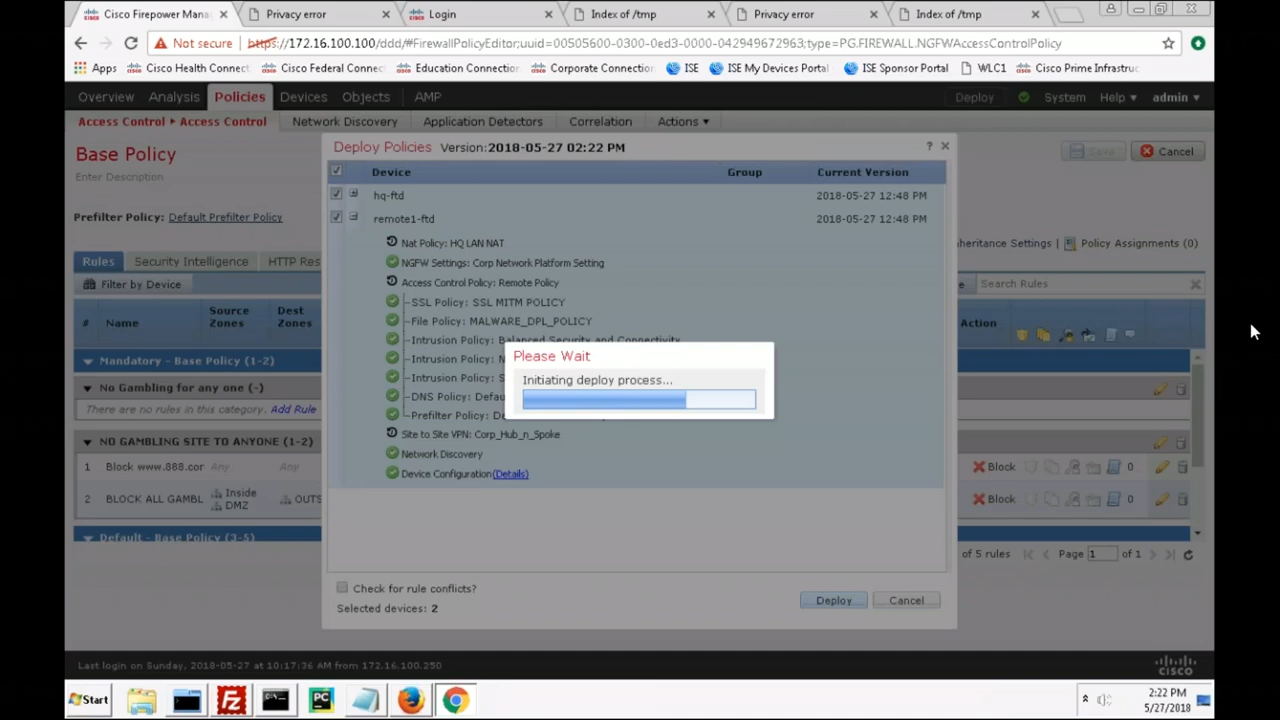 Cisco Firepower Mana
Privacy error
Login
Index of /tmp
Privacy error
Index of /tmp
Not secure
https://172.16.100.100/ddd/#FirewallPolicyEditor;uuid=00505600-0300-0ed3-0000-042949672963;type=PG.FIREWALL.NGFWAccessControlPolicy
Apps Cisco Health Connect Cisco Federal Connec Education Connection Corporate Connection ISE ISE My Devices Portal ISE Sponsor Portal WLC1 Cisco Prime Infrastruc
Overview Analysis Policies Devices Objects AMP Deploy System Help admin
Access Control ▸ Access Control Network Discovery Application Detectors Correlation Actions
Base Policy
Enter Description
Save Cancel
Deploy Policies Version:2018-05-27 02:22 PM ? ×
Device Group Current Version
hq-ftd 2018-05-27 12:48 PM
remote1-ftd 2018-05-27 12:48 PM
Prefilter Policy: Default Prefilter Policy
Nat Policy: HQ LAN NAT
heritance Settings | Policy Assignments (0)
NGFW Settings: Corp Network Platform Setting
Rules Security Intelligence HTTP Res
Access Control Policy: Remote Policy
Filter by Device
Search Rules
SSL Policy: SSL MITM POLICY
File Policy: MALWARE_DPL_POLICY
# Name Source Zones Dest Zones Action
Intrusion Policy: Balanced Security and Connectivity
Please Wait
Initiating deploy process...
Intrusion Policy: N
Intrusion Policy: S
DNS Policy: Defau
Prefilter Policy: De
Mandatory - Base Policy (1-2)
No Gambling for any one (-)
There are no rules in this category. Add Rule
Site to Site VPN: Corp_Hub_n_Spoke
NO GAMBLING SITE TO ANYONE (1-2)
Network Discovery
1 Block www.888.cor Any Any Block 0
Device Configuration(Details)
2 BLOCK ALL GAMBL Inside DMZ OUTS Block 0
Default - Base Policy (3-5)
of 5 rules Page 1 of 1
Check for rule conflicts?
Selected devices: 2
Deploy Cancel
Last login on Sunday, 2018-05-27 at 10:17:36 AM from 172.16.100.250
CISCO
Start
PC
2:22 PM
5/27/2018